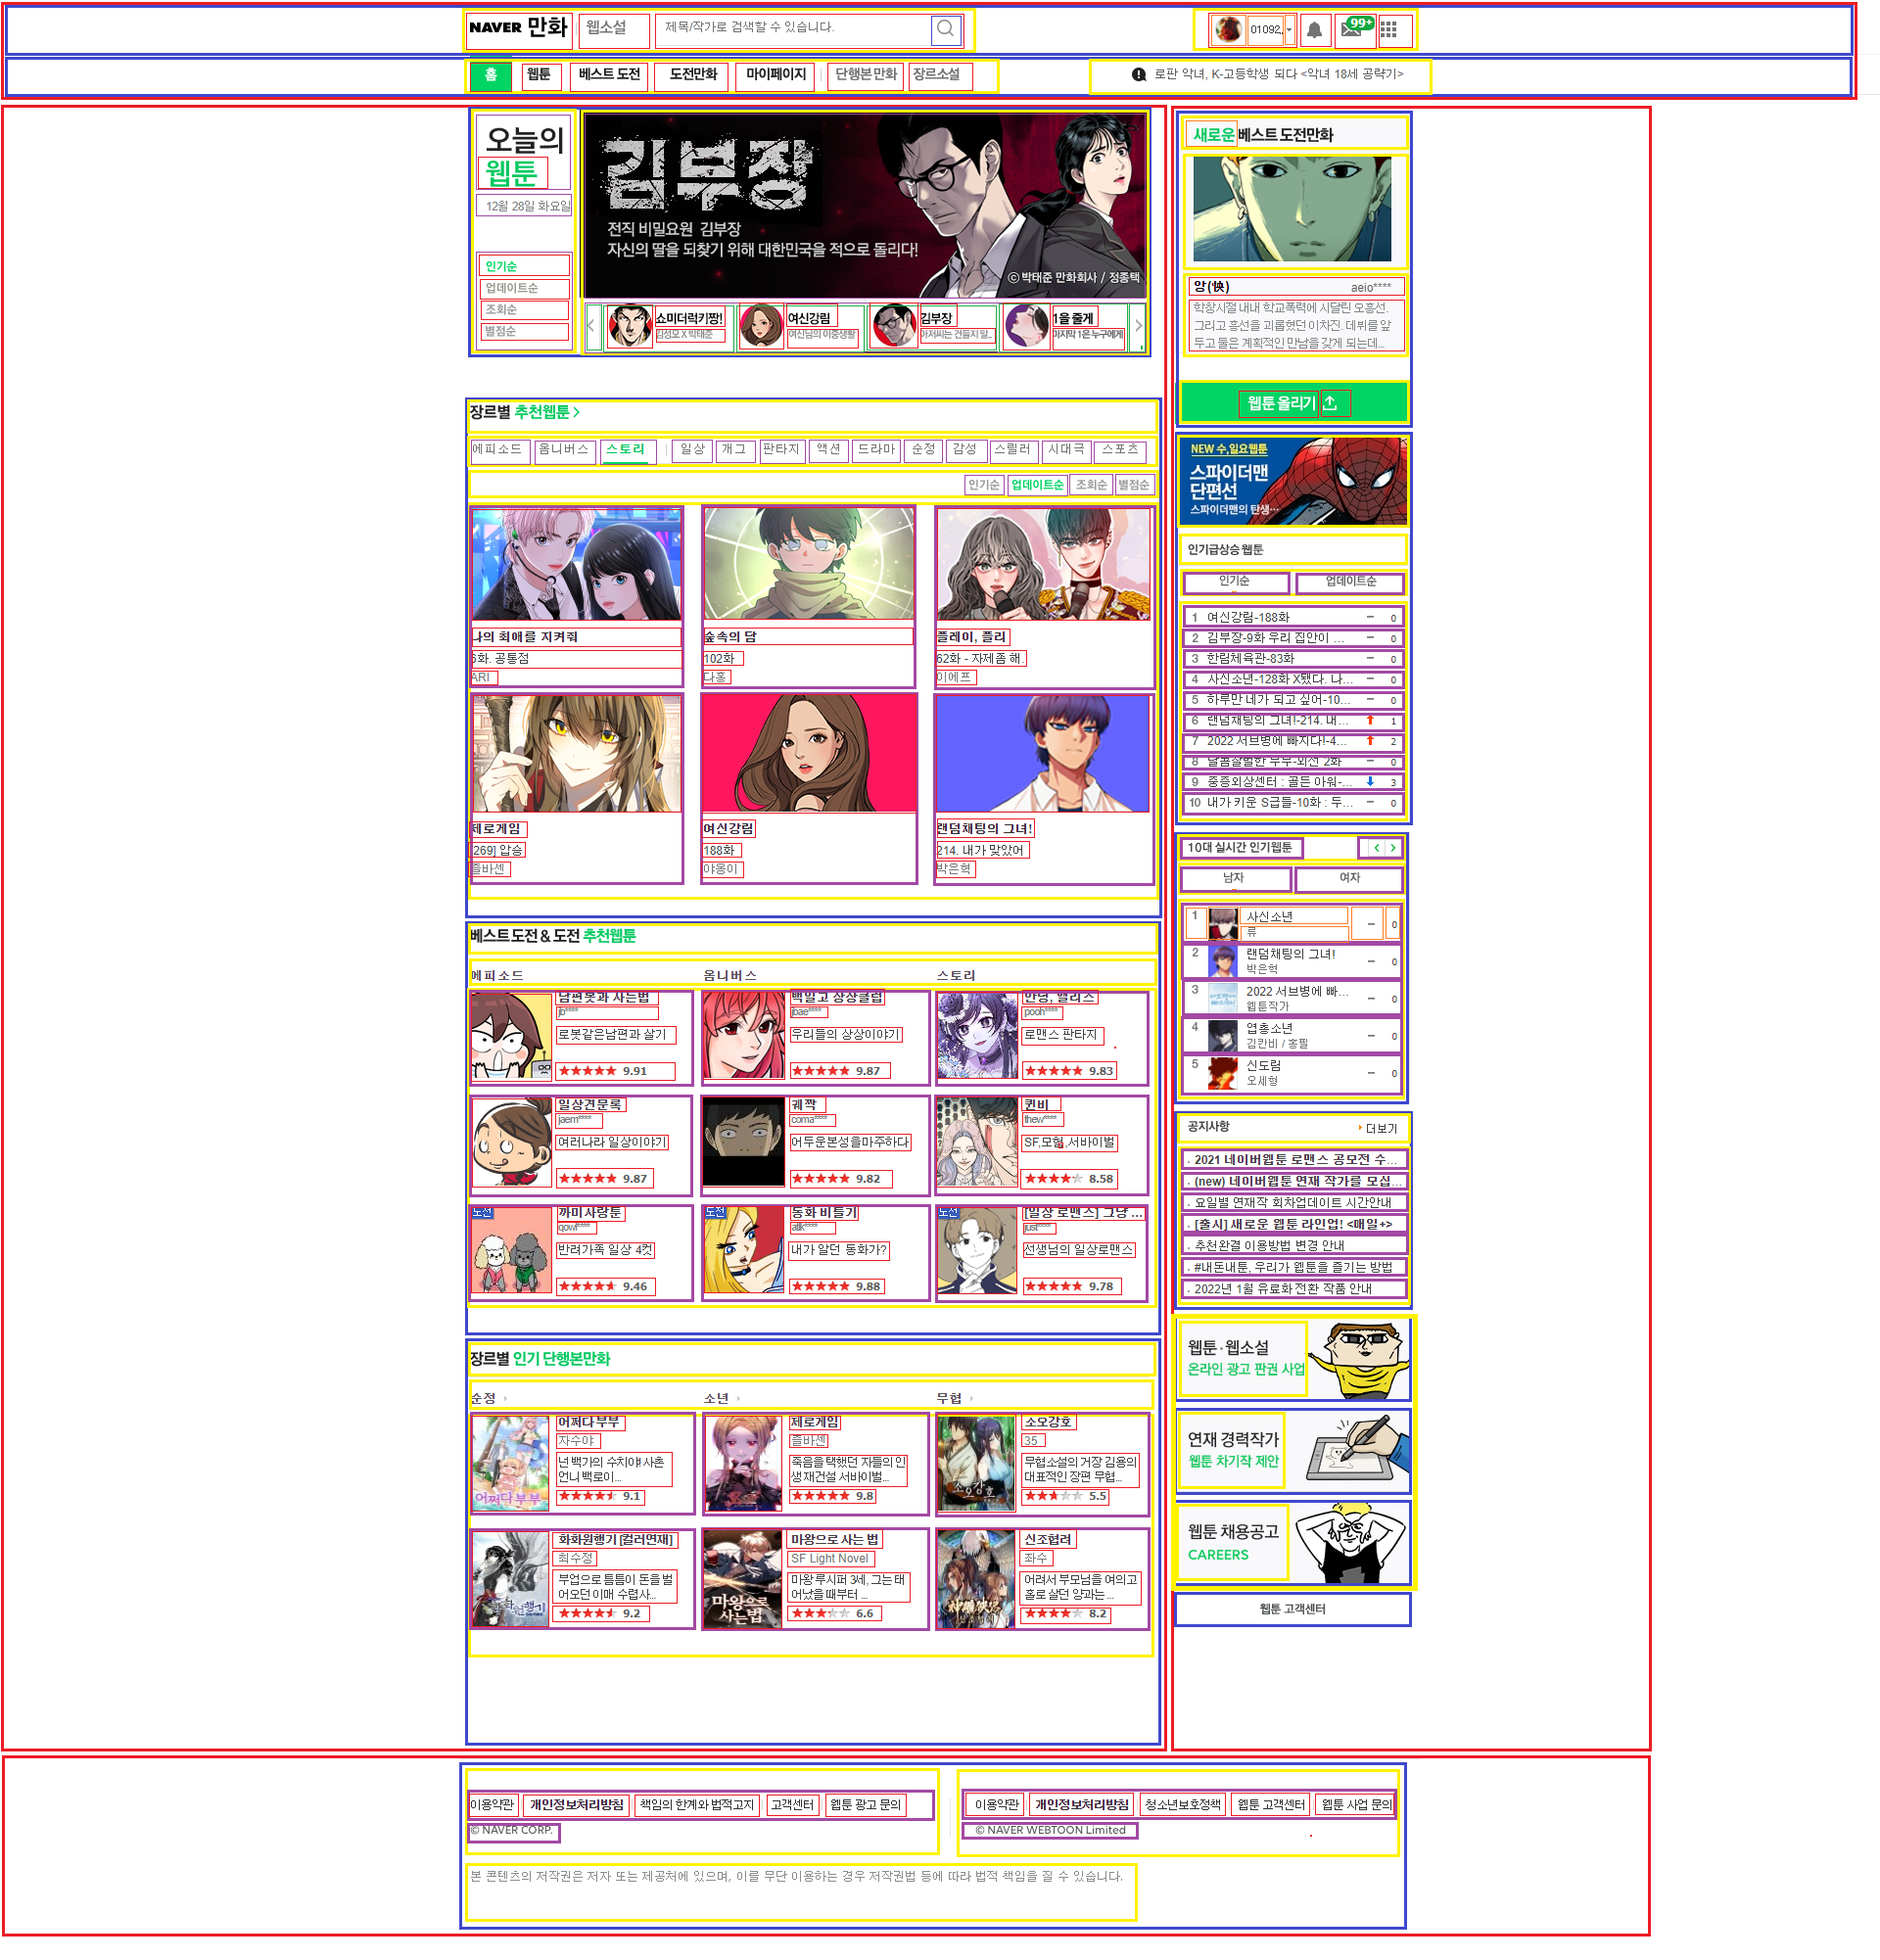 NAVER 만화
웹소설
제목/작가로 검색할 수 있습니다.
01092..
99+
홈
웹툰
베스트 도전
도전만화
마이페이지
단행본 만화
장르소설
로판 악녀, K-고등학생 되다 <악녀 18세 공략기>
오늘의
웹툰
12월 28일 화요일
인기순
업데이트순
조회순
별점순
김부장
전직 비밀요원 김부장
자신의 딸을 되찾기 위해 대한민국을 적으로 돌리다!
ⓒ 박태준 만화회사 / 정종택
쇼미더럭키짱!
김성모 X 박태준
여신강림
여신님의 이중생활
김부장
아저씨는 건들지 말..
1을 줄게
마지막 1은 누구에게
장르별 추천웹툰 >
에피소드
옴니버스
스토리
일상
개그
판타지
액션
드라마
순정
감성
스릴러
시대극
스포츠
인기순
업데이트순
조회순
별점순
나의 최애를 지켜줘
6화. 공통점
ARI
숲속의 담
102화
다홍
플레이, 플리
62화 - 자제좀 해.
이에프
제로게임
[269] 압승
즐바센
여신강림
188화
야옹이
랜덤채팅의 그녀!
214. 내가 맞았어
박은혁
베스트 도전 & 도전 추천웹툰
에피소드
옴니버스
스토리
남편봇과 사는법
jb****
로봇같은남편과 살기
9.91
백일고 상상클럽
jbae****
우리들의 상상이야기
9.87
안녕, 앨리스
pooh****
로맨스 판타지
9.83
일상견문록
jaem****
여러나라 일상이야기
9.87
궤짝
coma****
어두운본성을마주하다
9.82
퀸비
thew****
SF,모험,서바이벌
8.58
도전
까미사랑툰
qowl****
반려가족 일상 4컷
9.46
도전
동화 비틀기
atlk****
내가 알던 동화가?
9.88
도전
[일상 로맨스] 그냥 ...
just****
선생님의 일상로맨스
9.78
장르별 인기 단행본만화
순정
소년
무협
어쩌다 부부
자수야
넌 백가의 수치야! 사촌
언니 백로이...
9.1
제로게임
즐바센
죽음을 택했던 자들의 인
생 재건설 서바이벌...
9.8
소오강호
35
무협소설의 거장 김용의
대표적인 장편 무협...
5.5
화화원행기 [컬러연재]
최수정
부업으로 틈틈이 돈을 벌
어오던 이매 수렵사...
9.2
마왕으로 사는 법
SF Light Novel
마왕 루시퍼 3세, 그는 태
어났을 때부터 ...
6.6
신조협려
좌수
어려서 부모님을 여의고
홀로 살던 양과는 ...
8.2
새로운 베스트 도전만화
앙(怏)
aeio****
학창시절 내내 학교폭력에 시달린 오흥선.
그리고 흥선을 괴롭혔던 이차진. 데뷔를 앞
두고 둘은 계획적인 만남을 갖게 되는데...
웹툰 올리기
NEW 수,일요웹툰
스파이더맨
단편선
스파이더맨의 탄생…
인기급상승 웹툰
인기순
업데이트순
1 여신강림-188화 0
2 김부장-9화 우리 집안이 ... 0
3 한림체육관-83화 0
4 사신소년-128화 X됐다. 나... 0
5 하루만 네가 되고 싶어-10... 0
6 랜덤채팅의 그녀!-214. 내... 1
7 2022 서브병에 빠지다!-4... 2
8 달콤살벌한 부부-외전 2화 0
9 중증외상센터 : 골든 아워-... 3
10 내가 키운 S급들-10화 : 두... 0
10대 실시간 인기웹툰
남자
여자
1 사신소년 0
류
2 랜덤채팅의 그녀! 0
박은혁
3 2022 서브병에 빠... 0
웹툰작가
4 엽총소년 0
김칸비 / 홍필
5 신도림 0
오세형
공지사항
더보기
2021 네이버웹툰 로맨스 공모전 수...
(new) 네이버웹툰 연재 작가를 모십...
요일별 연재작 회차업데이트 시간안내
[출시] 새로운 웹툰 라인업! <매일+>
추천완결 이용방법 변경 안내
#내돈내툰, 우리가 웹툰을 즐기는 방법
2022년 1월 유료화 전환 작품 안내
웹툰·웹소설
온라인 광고 판권 사업
연재 경력작가
웹툰 차기작 제안
웹툰 채용공고
CAREERS
웹툰 고객센터
이용약관
개인정보처리방침
책임의 한계와 법적고지
고객센터
웹툰 광고 문의
© NAVER CORP.
이용약관
개인정보처리방침
청소년보호정책
웹툰 고객센터
웹툰 사업 문의
© NAVER WEBTOON Limited
본 콘텐츠의 저작권은 저자 또는 제공처에 있으며, 이를 무단 이용하는 경우 저작권법 등에 따라 법적 책임을 질 수 있습니다.